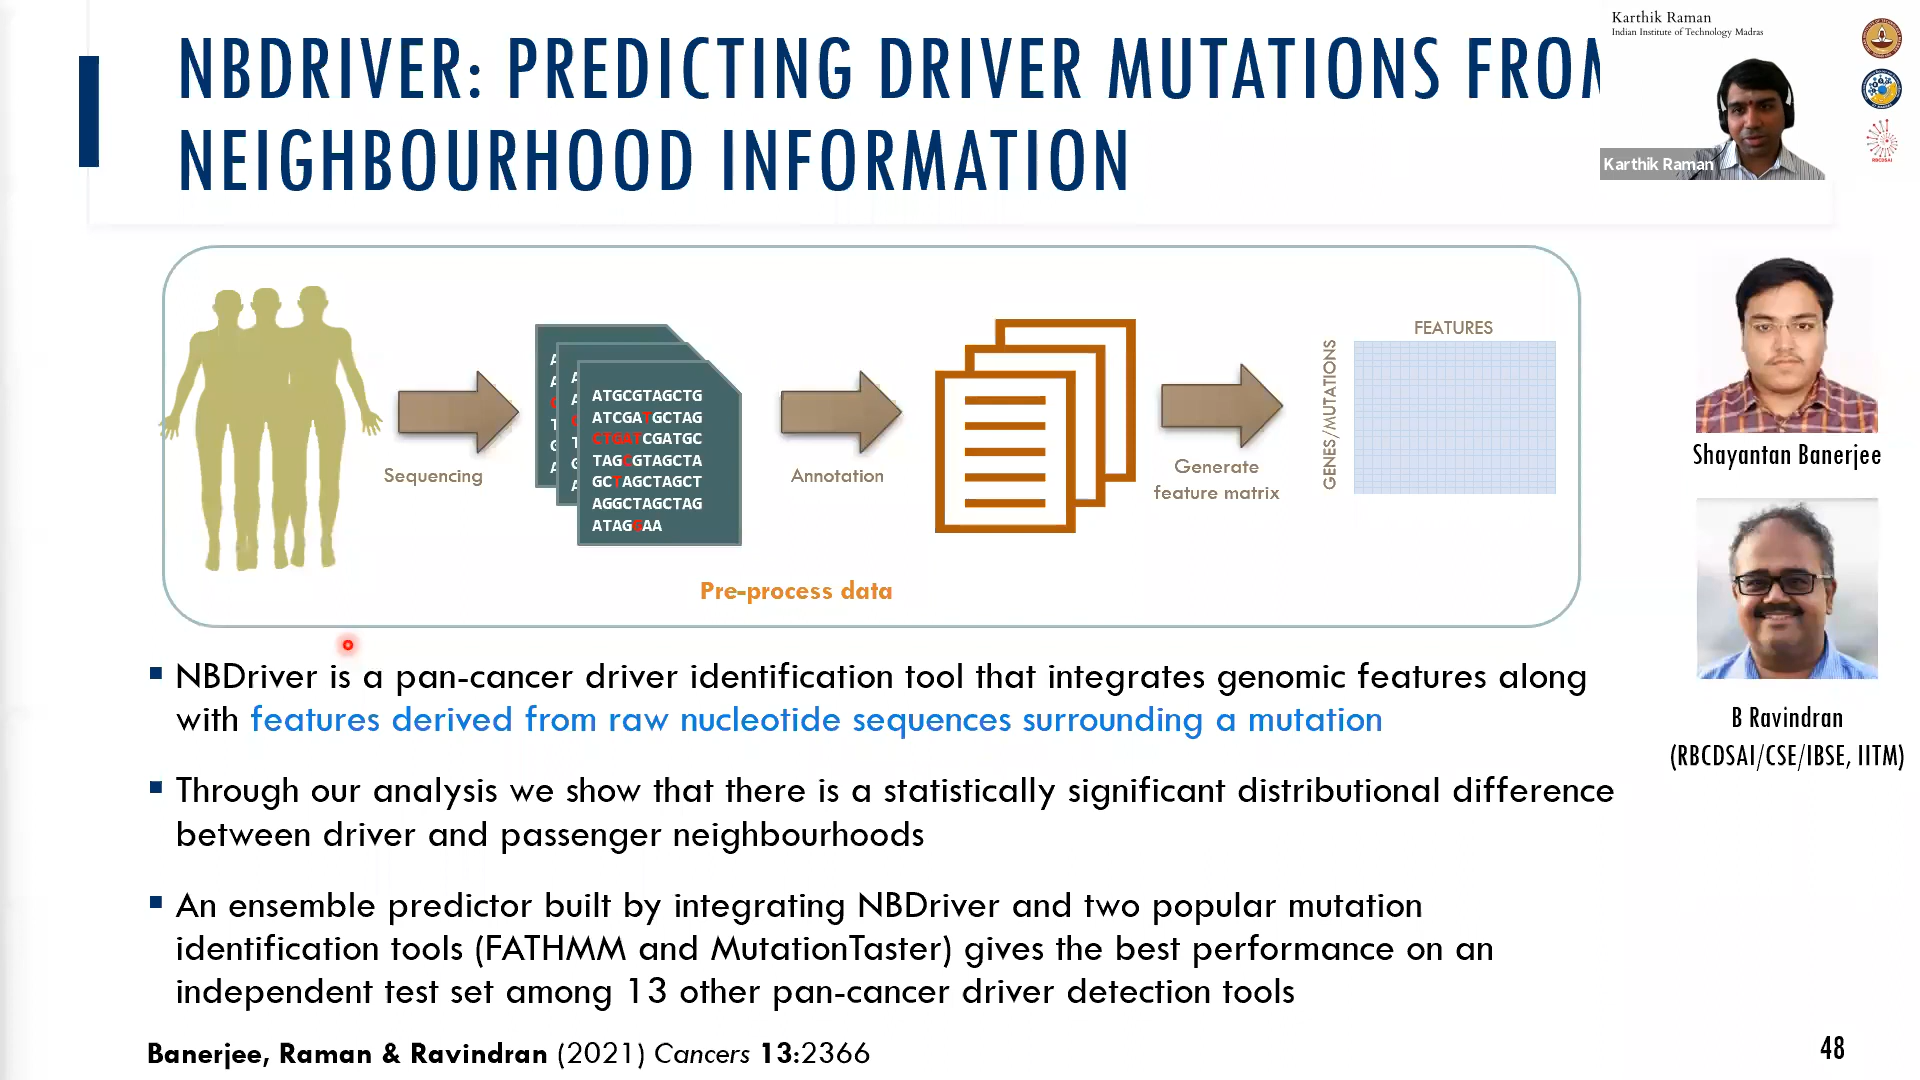 NBDRIVER: PREDICTING DRIVER MUTATIONS FROM
NEIGHBOURHOOD INFORMATION
Karthik Raman
Indian Institute of Technology Madras
Karthik Raman
RBCDSAI
Sequencing
ATGCGTAGCTG
ATCGATGCTAG
CTGATCGATGC
TAGCGTAGCTA
GCTAGCTAGCT
AGGCTAGCTAG
ATAGGAA
Annotation
Generate
feature matrix
GENES/MUTATIONS
FEATURES
Pre-process data
Shayantan Banerjee
B Ravindran
(RBCDSAI/CSE/IBSE, IITM)
▪ NBDriver is a pan-cancer driver identification tool that integrates genomic features along
with features derived from raw nucleotide sequences surrounding a mutation
▪ Through our analysis we show that there is a statistically significant distributional difference
between driver and passenger neighbourhoods
▪ An ensemble predictor built by integrating NBDriver and two popular mutation
identification tools (FATHMM and MutationTaster) gives the best performance on an
independent test set among 13 other pan-cancer driver detection tools
Banerjee, Raman & Ravindran (2021) Cancers 13:2366
48